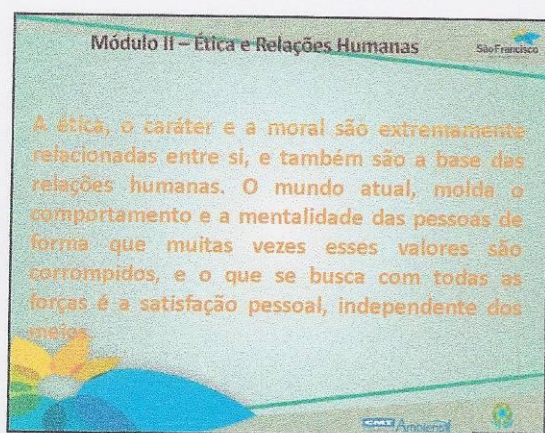 Módulo II – Ética e Relações Humanas
São Francisco
A ética, o caráter e a moral são extremamente
relacionadas entre si, e também são a base das
relações humanas. O mundo atual, molda o
comportamento e a mentalidade das pessoas de
forma que muitas vezes esses valores são
corrompidos, e o que se busca com todas as
forças é a satisfação pessoal, independente dos
meios.
CMT Ambiental